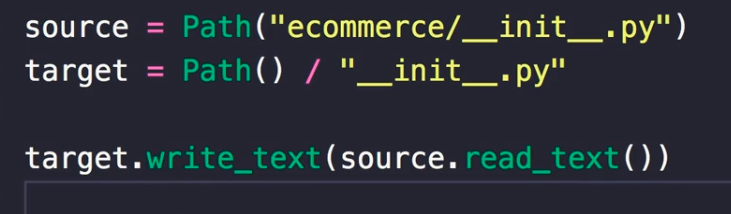 source = Path("ecommerce/__init__.py")
target = Path() / "__init__.py"
target.write_text(source.read_text())